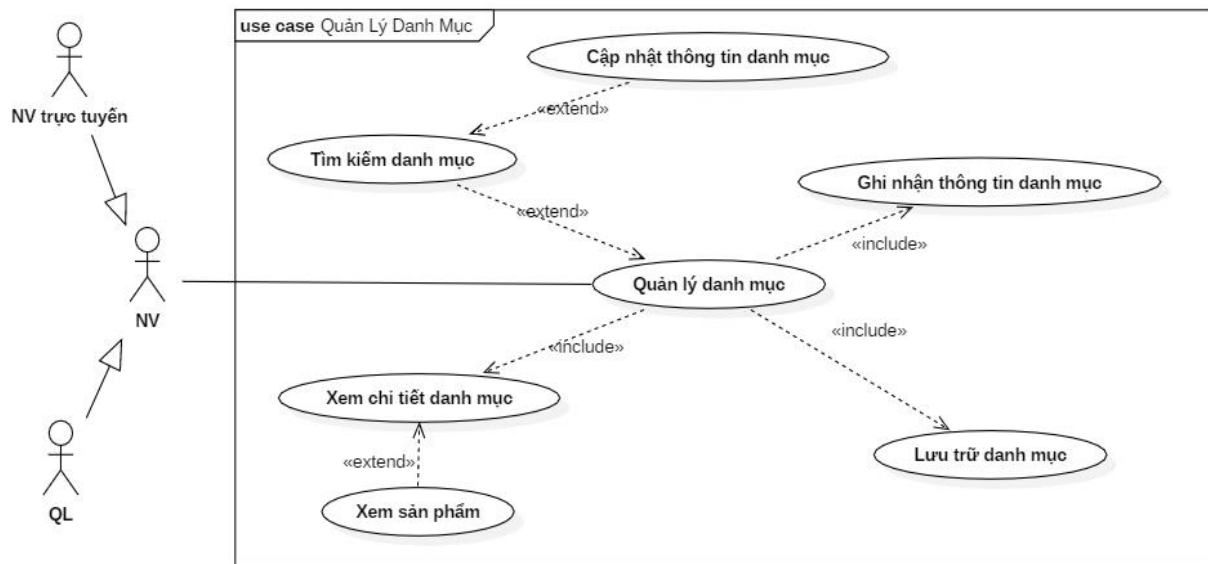 use case Quản Lý Danh Mục
Cập nhật thông tin danh mục
NV trực tuyến
«extend»
Tìm kiếm danh mục
Ghi nhận thông tin danh mục
«extend»
«include»
Quản lý danh mục
NV
«include»
«include»
Xem chi tiết danh mục
Lưu trữ danh mục
«extend»
Xem sản phẩm
QL